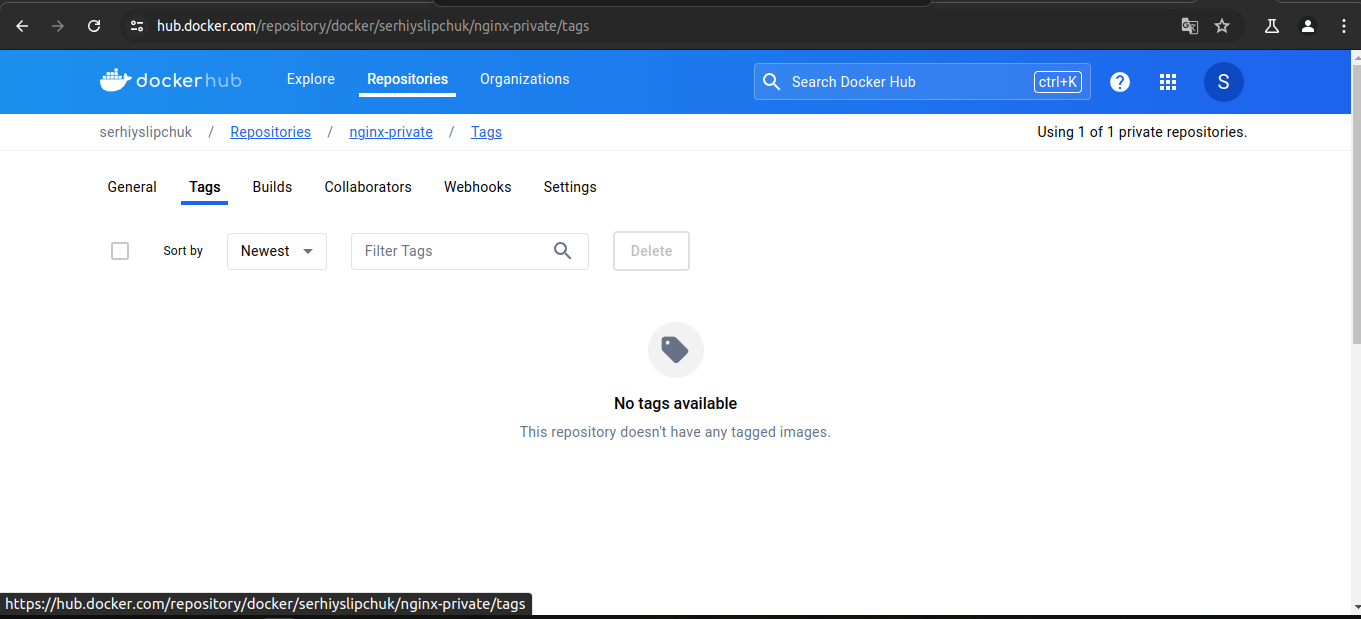 hub.docker.com/repository/docker/serhiyslipchuk/nginx-private/tags
dockerhub Explore Repositories Organizations Search Docker Hub ctrl+K ? S
serhiyslipchuk / Repositories / nginx-private / Tags Using 1 of 1 private repositories.
General Tags Builds Collaborators Webhooks Settings
Sort by Newest Filter Tags Delete
No tags available
This repository doesn't have any tagged images.
https://hub.docker.com/repository/docker/serhiyslipchuk/nginx-private/tags